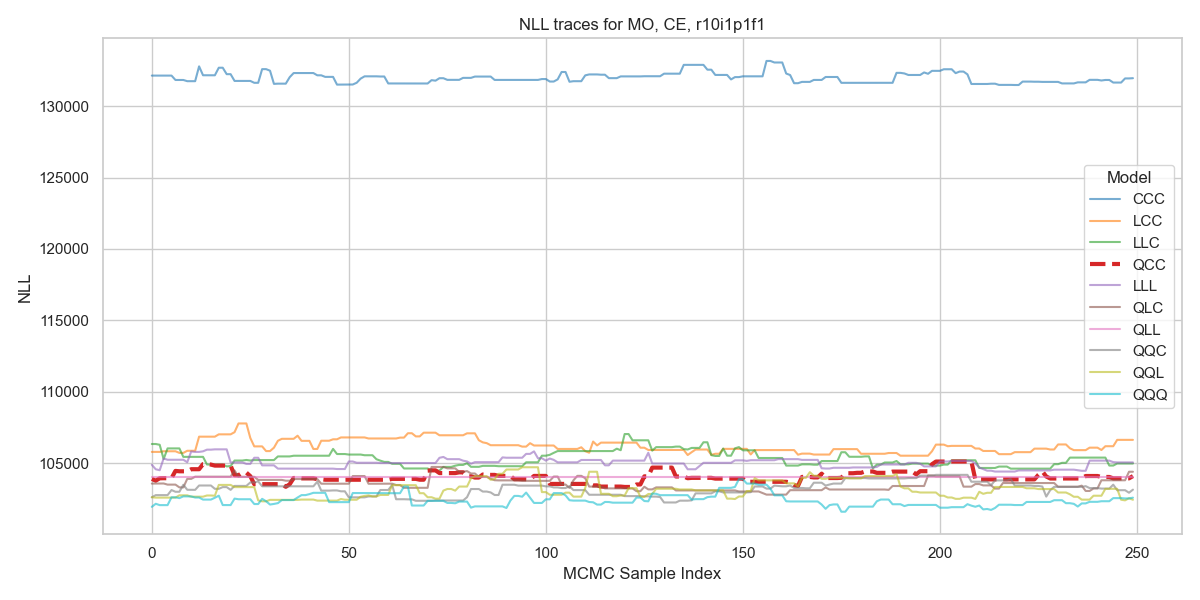 NLL traces for MO, CE, r10i1p1f1
130000
125000
120000
115000
110000
105000
NLL
0
50
100
150
200
250
MCMC Sample Index
Model
CCC
LCC
LLC
QCC
LLL
QLC
QLL
QQC
QQL
QQQ